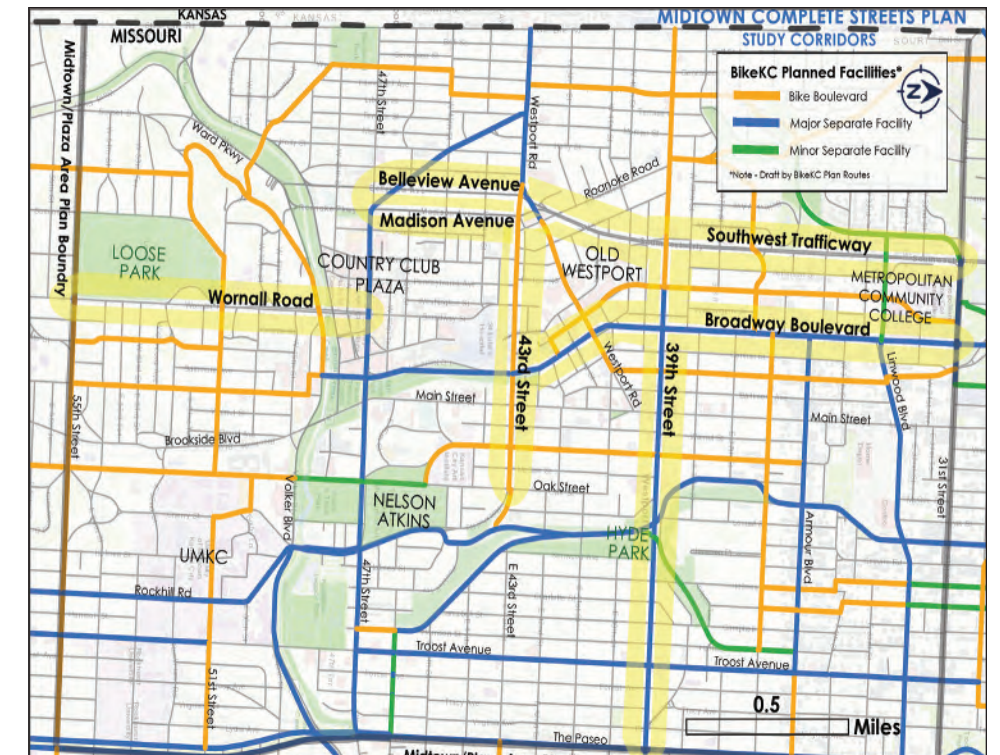 KANSAS
MISSOURI
MIDTOWN COMPLETE STREETS PLAN
STUDY CORRIDORS
BikeKC Planned Facilities*
Bike Boulevard
Major Separate Facility
Minor Separate Facility
*Note - Draft by BikeKC Plan Routes
N
Midtown/Plaza Area Plan Boundry
47th Street
Westport Rd
Ward Pkwy
Roanoke Road
Belleview Avenue
Madison Avenue
Southwest Trafficway
LOOSE
PARK
COUNTRY CLUB
PLAZA
OLD
WESTPORT
METROPOLITAN
COMMUNITY
COLLEGE
Wornall Road
Broadway Boulevard
43rd Street
Westport Rd
39th Street
Linwood Blvd
Main Street
Main Street
55th Street
Brookside Blvd
31st Street
Oak Street
Volker Blvd
NELSON
ATKINS
HYDE
PARK
Armour Blvd
UMKC
47th Street
E 43rd Street
Rockhill Rd
Troost Avenue
Troost Avenue
51st Street
0.5
Miles
The Paseo